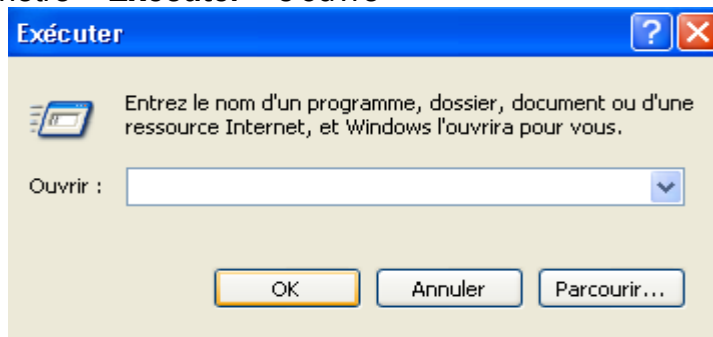 Exécuter
Entrez le nom d'un programme, dossier, document ou d'une
ressource Internet, et Windows l'ouvrira pour vous.
Ouvrir :
OK Annuler Parcourir...